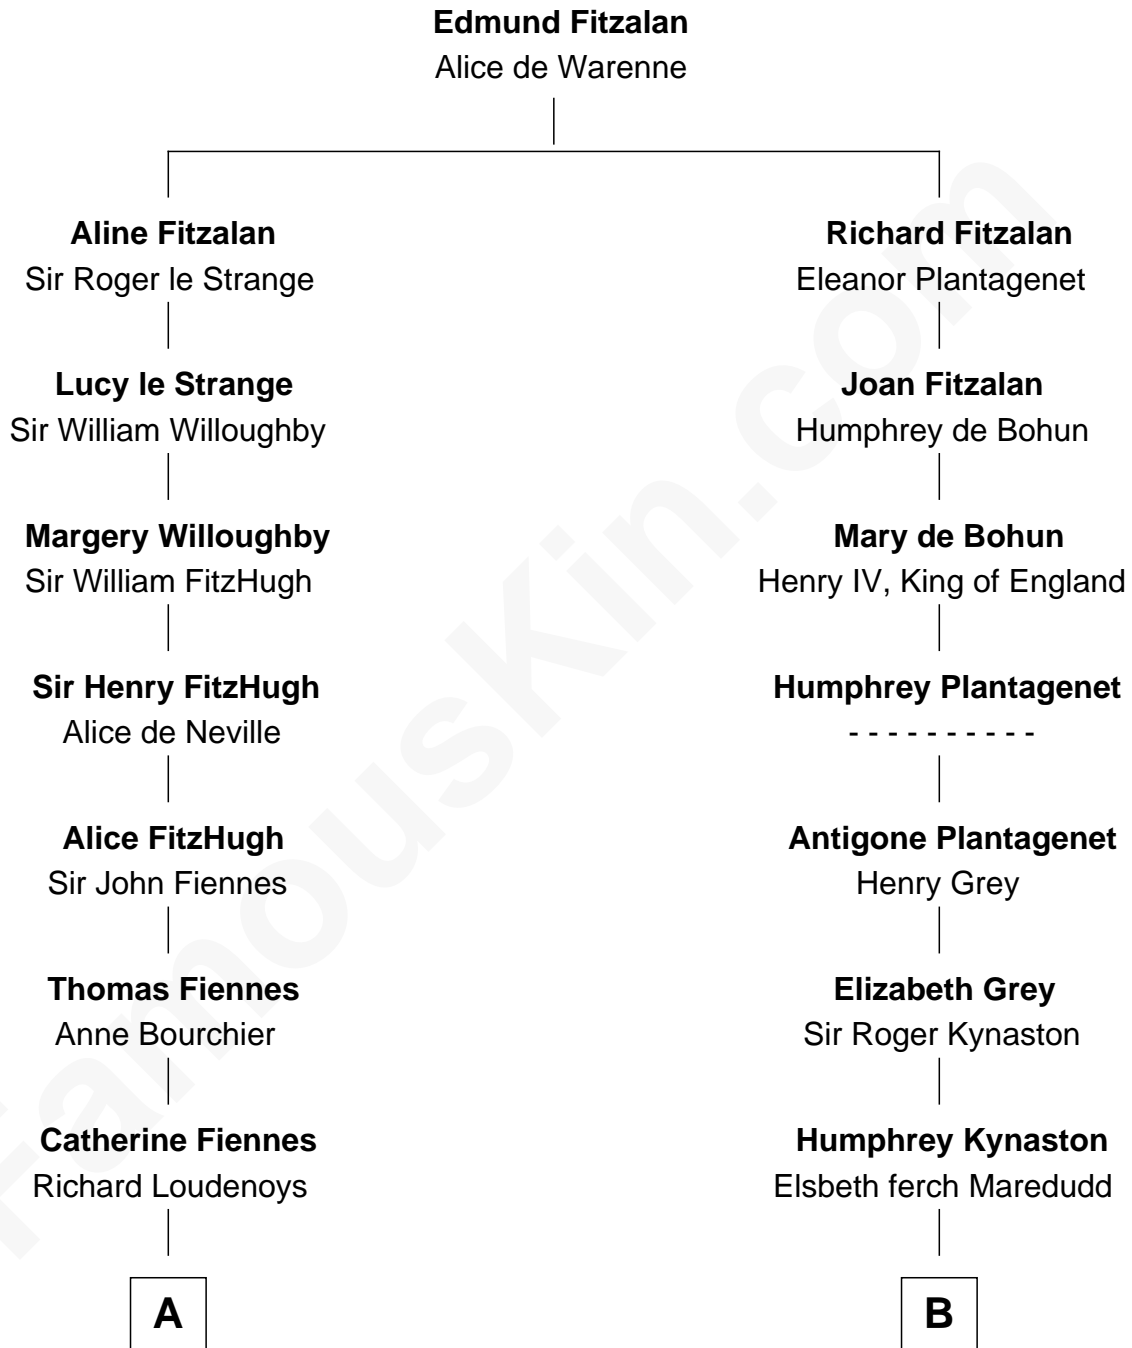 Edmund Fitzalan
Alice de Warenne
Aline Fitzalan
Sir Roger le Strange
Richard Fitzalan
Eleanor Plantagenet
Lucy le Strange
Sir William Willoughby
Joan Fitzalan
Humphrey de Bohun
Margery Willoughby
Sir William FitzHugh
Mary de Bohun
Henry IV, King of England
Sir Henry FitzHugh
Alice de Neville
Humphrey Plantagenet
- - - - - - - - - -
Alice FitzHugh
Sir John Fiennes
Antigone Plantagenet
Henry Grey
Thomas Fiennes
Anne Bourchier
Elizabeth Grey
Sir Roger Kynaston
Catherine Fiennes
Richard Loudenoys
Humphrey Kynaston
Elsbeth ferch Maredudd
A
B
FamousKin.com